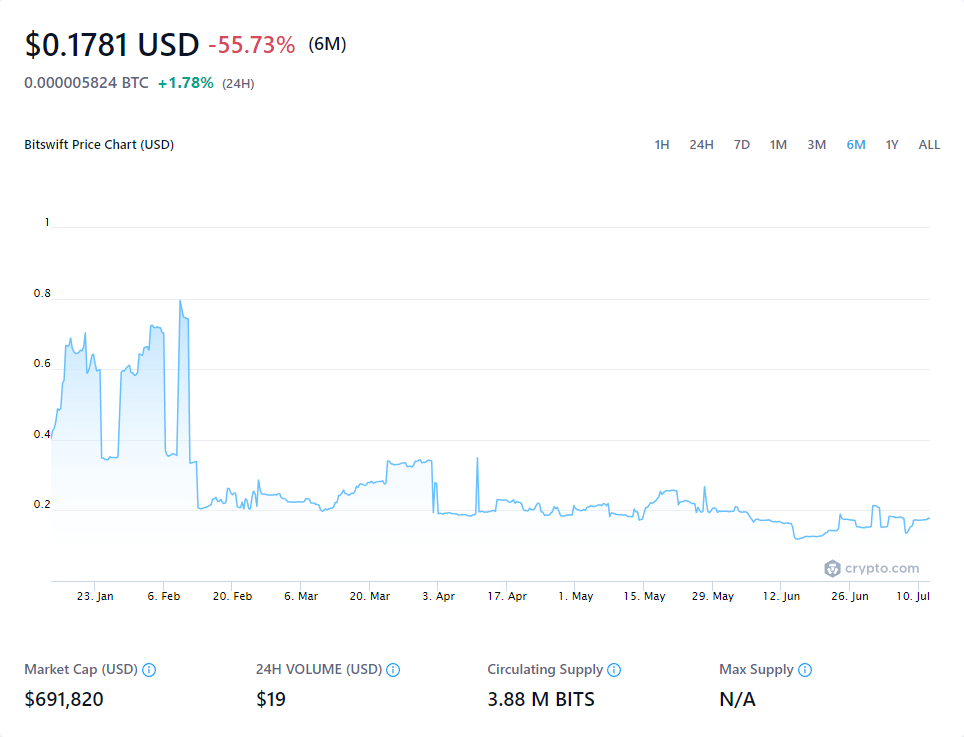 $0.1781 USD -55.73% (6M)
0.000005824 BTC +1.78% (24H)
Bitswift Price Chart (USD) 1H 24H 7D 1M 3M 6M 1Y ALL
1
0.8
0.6
0.4
0.2
crypto.com
23. Jan 6. Feb 20. Feb 6. Mar 20. Mar 3. Apr 17. Apr 1. May 15. May 29. May 12. Jun 26. Jun 10. Jul
Market Cap (USD) 24H VOLUME (USD) Circulating Supply Max Supply
$691,820 $19 3.88 M BITS N/A